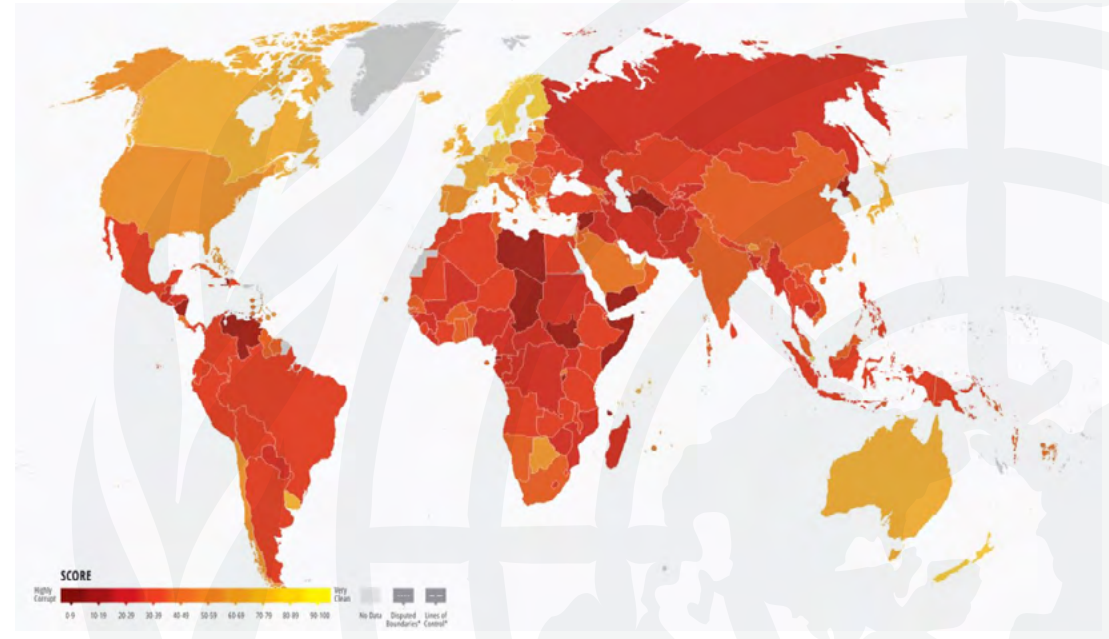 SCORE
Highly
Corrupt
Very
Clean
0-9 10-19 20-29 30-39 40-49 50-59 60-69 70-79 80-89 90-100
No Data
Disputed
Boundaries*
Lines of
Control*